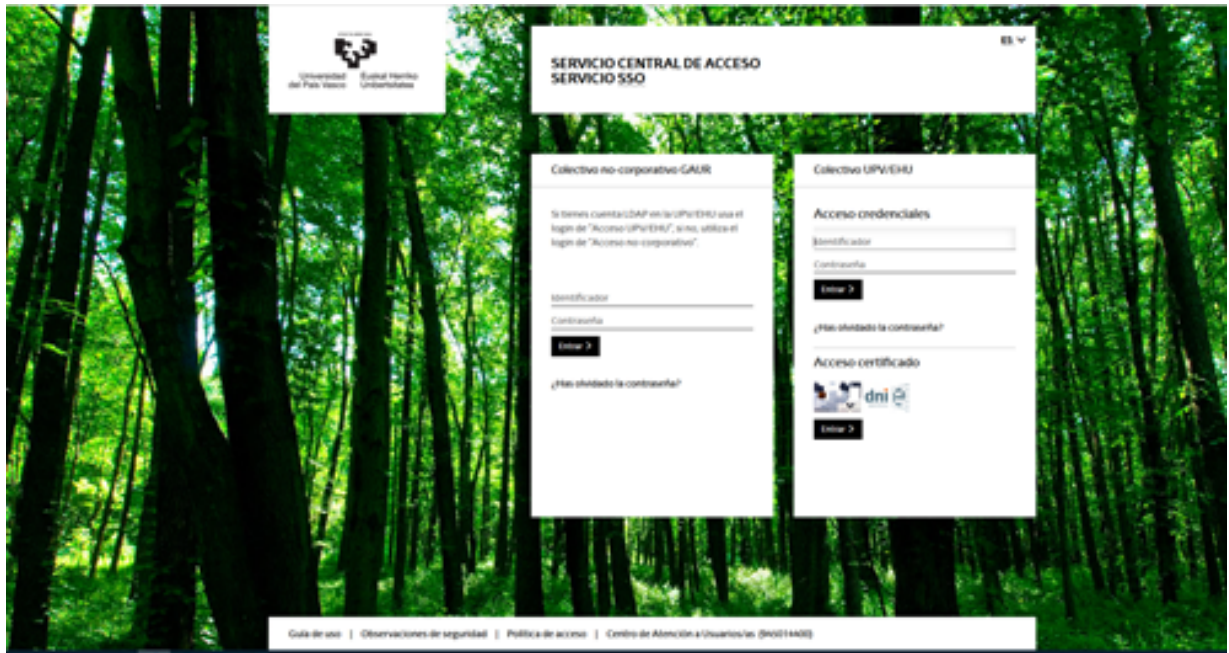 Universidad
del País Vasco
Euskal Herriko
Unibertsitatea
ES
SERVICIO CENTRAL DE ACCESO
SERVICIO SSO
Colectivo no-corporativo GAUR
Si tienes cuenta LDAP en la UPV/EHU usa el
login de "Acceso UPV/EHU", si no, utiliza el
login de "Acceso no-corporativo".
Identificador
Contraseña
Entrar >
¿Has olvidado la contraseña?
Colectivo UPV/EHU
Acceso credenciales
Identificador
Contraseña
Entrar >
¿Has olvidado la contraseña?
Acceso certificado
dni e
Entrar >
Guía de uso | Observaciones de seguridad | Política de acceso | Centro de Atención a Usuarios/as (945014400)